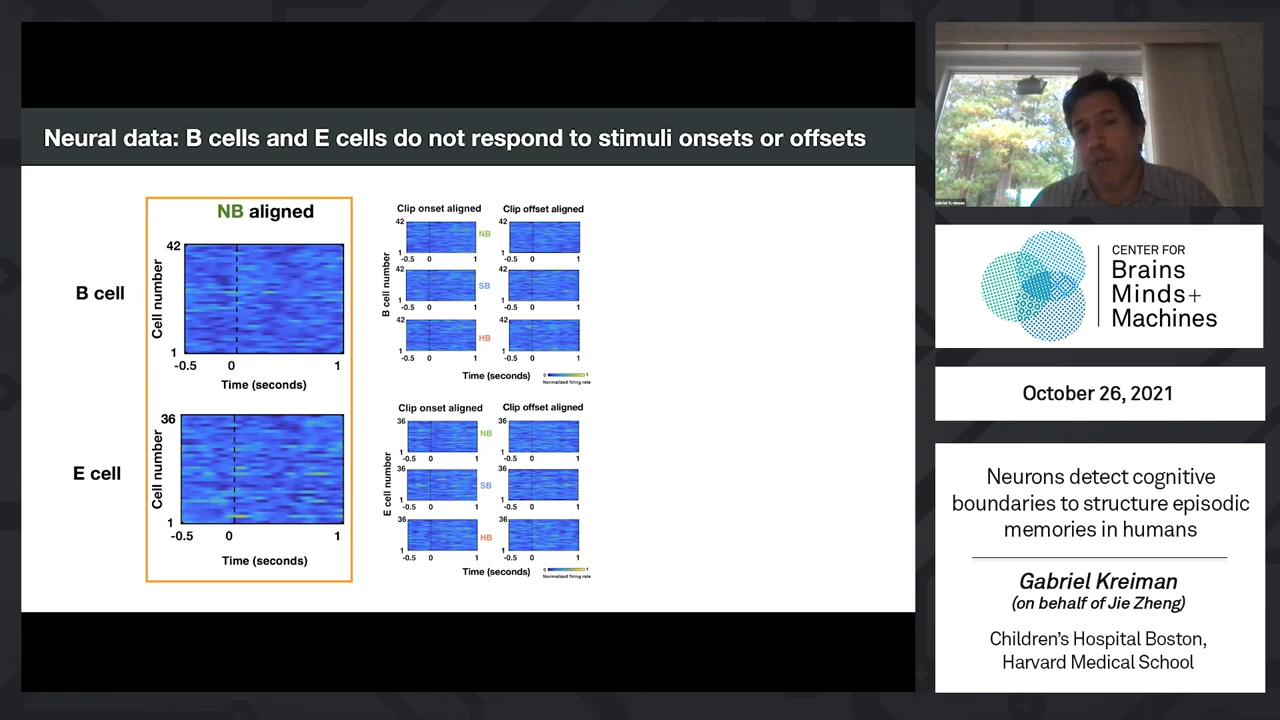 Neural data: B cells and E cells do not respond to stimuli onsets or offsets
NB aligned
B cell
Cell number
42
1
-0.5 0 1
Time (seconds)
E cell
Cell number
36
1
-0.5 0 1
Time (seconds)
Clip onset aligned Clip offset aligned
B cell number
42 42
NB
1 1
-0.5 0 1 -0.5 0 1
42 42
SB
1 1
-0.5 0 1 -0.5 0 1
42 42
HB
1 1
-0.5 0 1 -0.5 0 1
Time (seconds)
0 1
Normalized firing rate
Clip onset aligned Clip offset aligned
E cell number
36 36
NB
1 1
-0.5 0 1 -0.5 0 1
36 36
SB
1 1
-0.5 0 1 -0.5 0 1
36 36
HB
1 1
-0.5 0 1 -0.5 0 1
Time (seconds)
0 1
Normalized firing rate
Gabriel Kreiman
CENTER FOR
Brains
Minds+
Machines
October 26, 2021
Neurons detect cognitive
boundaries to structure episodic
memories in humans
Gabriel Kreiman
(on behalf of Jie Zheng)
Children's Hospital Boston,
Harvard Medical School